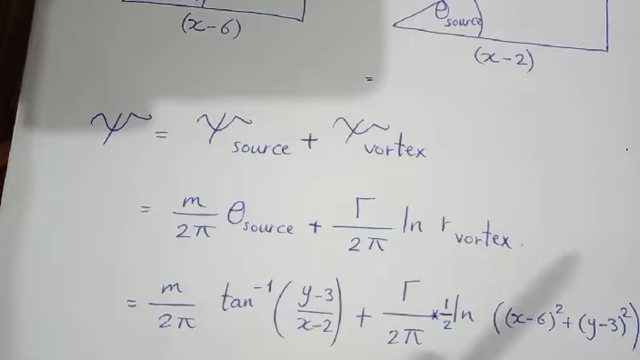 (x-6)
θsource
(x-2)
=
ψ = ψsource + ψvortex
= m/2π θsource + Γ/2π ln rvortex.
= m/2π tan⁻¹((y-3)/(x-2)) + Γ/2π * 1/2 ln ((x-6)² + (y-3)²)